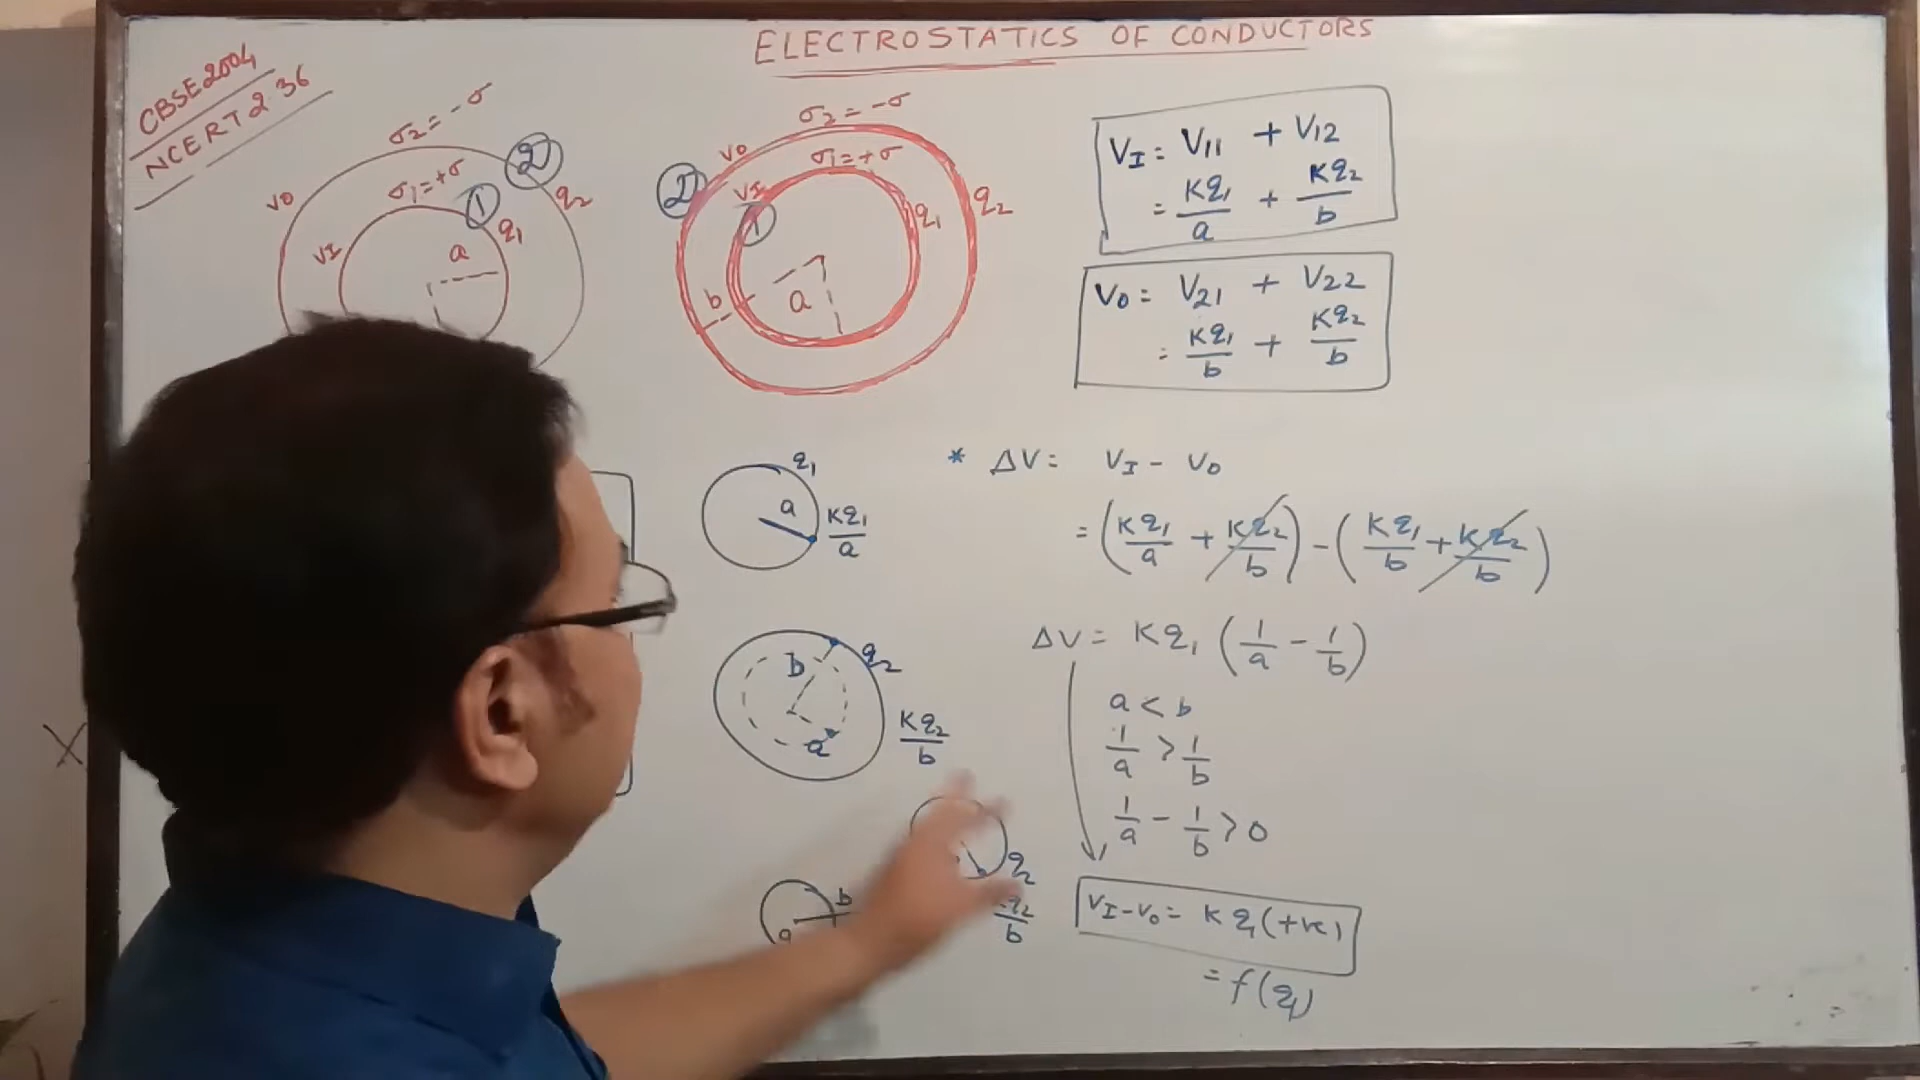 ELECTROSTATICS OF CONDUCTORS
CBSE 2004
NCERT 2.36
σ₂ = -σ
②
V₀
σ₁ = +σ
①
q₂
V_I
q₁
a
σ₂ = -σ
V₀
②
σ₁ = +σ
V_I
①
q₁
q₂
b
a
V_I = V₁₁ + V₁₂
= Kq₁/a + Kq₂/b
V₀ = V₂₁ + V₂₂
= Kq₁/b + Kq₂/b
q₁
a
Kq₁/a
b
q₂
a
Kq₂/b
q₂
b
q₂/b
b
a
* ΔV = V_I - V₀
= (Kq₁/a + Kq₂/b) - (Kq₁/b + Kq₂/b)
ΔV = Kq₁ (1/a - 1/b)
a < b
1/a > 1/b
1/a - 1/b > 0
V_I - V₀ = Kq₁ (+ve)
= f(q₁)
X